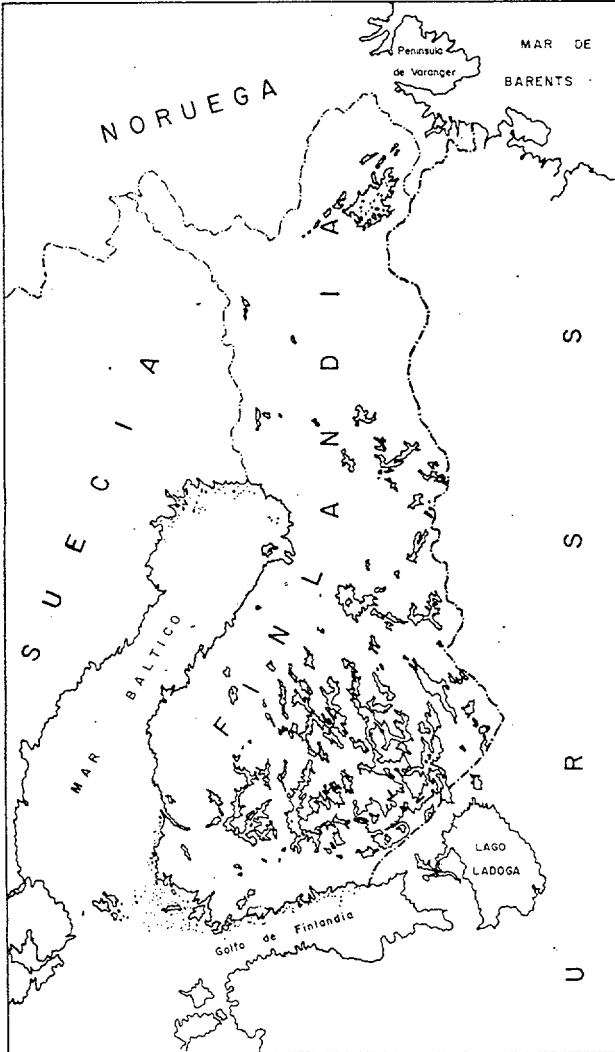 Península
de Varanger
MAR DE
BARENTS
NORUEGA
SUECIA
FINLANDIA
MAR BALTICO
Golfo de Finlandia
LAGO
LADOGA
URSS